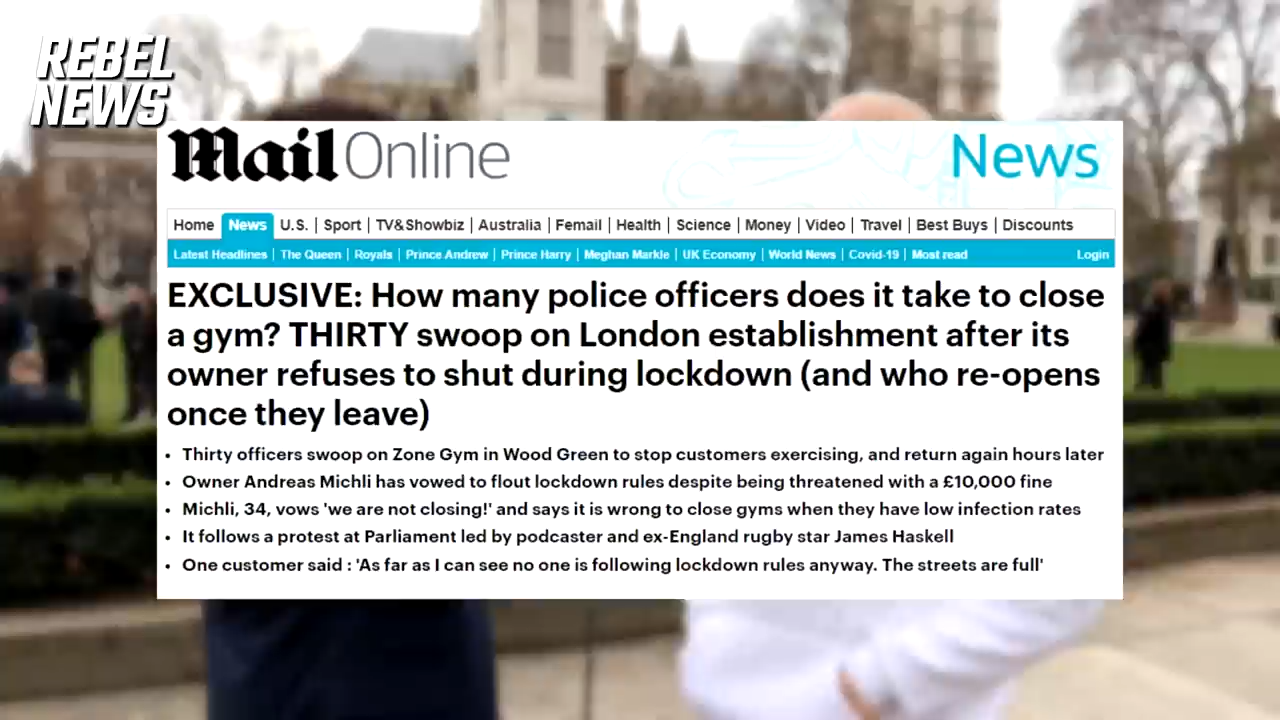 REBEL
NEWS
Mail Online News
Home News U.S. | Sport | TV&Showbiz | Australia | Femail | Health | Science | Money | Video | Travel | Best Buys | Discounts
Latest Headlines | The Queen | Royals | Prince Andrew | Prince Harry | Meghan Markle | UK Economy | World News | Covid-19 | Most read Login
EXCLUSIVE: How many police officers does it take to close
a gym? THIRTY swoop on London establishment after its
owner refuses to shut during lockdown (and who re-opens
once they leave)
• Thirty officers swoop on Zone Gym in Wood Green to stop customers exercising, and return again hours later
• Owner Andreas Michli has vowed to flout lockdown rules despite being threatened with a £10,000 fine
• Michli, 34, vows 'we are not closing!' and says it is wrong to close gyms when they have low infection rates
• It follows a protest at Parliament led by podcaster and ex-England rugby star James Haskell
• One customer said : 'As far as I can see no one is following lockdown rules anyway. The streets are full'